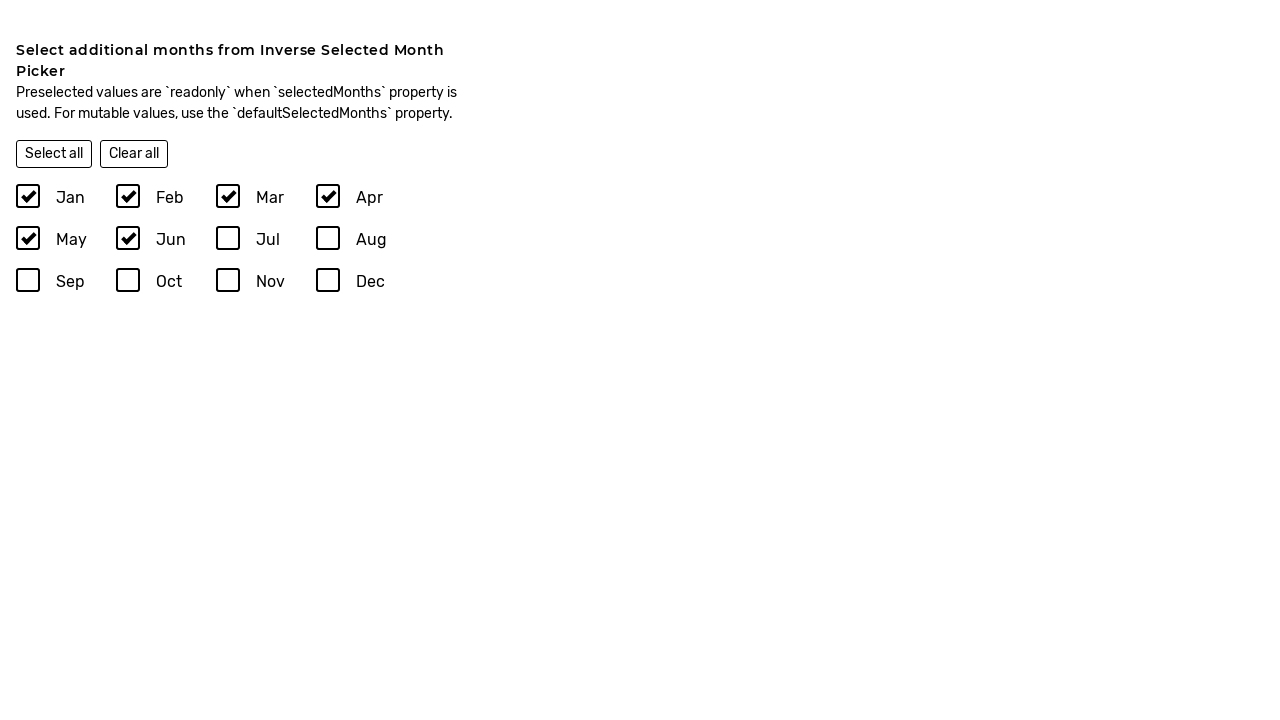 Select additional months from Inverse Selected Month
Picker
Preselected values are `readonly` when `selectedMonths` property is
used. For mutable values, use the `defaultSelectedMonths` property.
Select all Clear all
Jan Feb Mar Apr
May Jun Jul Aug
Sep Oct Nov Dec